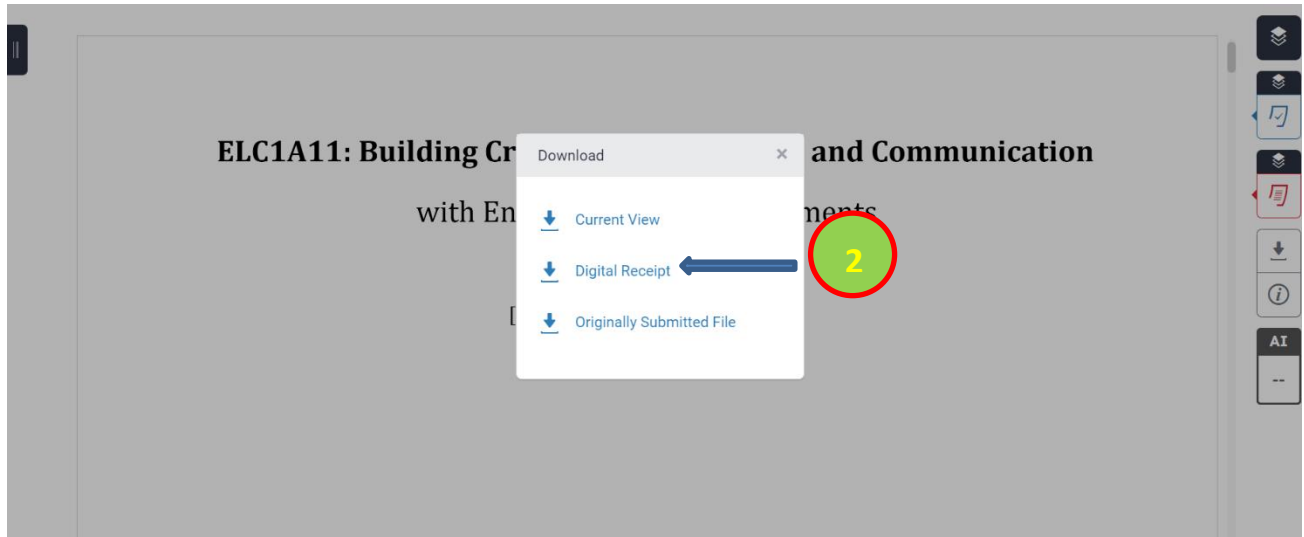 ELC1A11: Building Cr
and Communication
with En
ments
[
Download ×
Current View
Digital Receipt
2
Originally Submitted File
AI
--